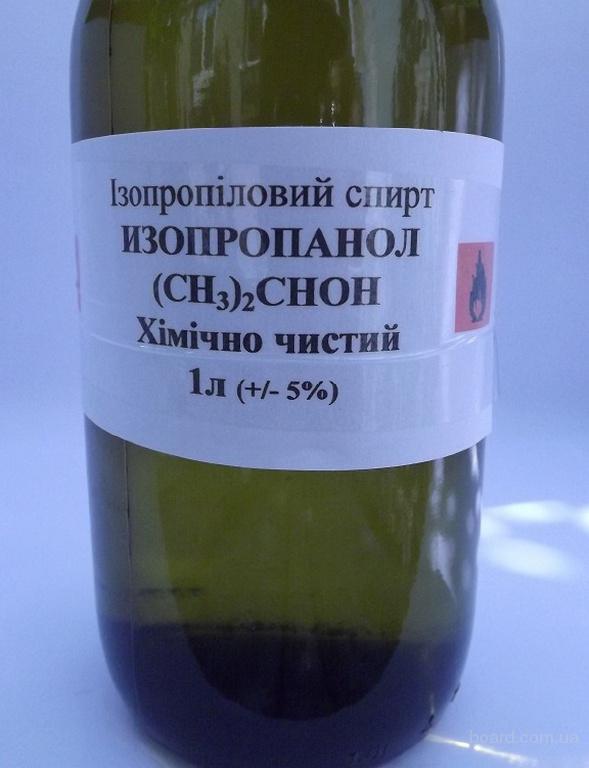 Ізопропіловий спирт
ИЗОПРОПАНОЛ
(CH₃)₂CHOH
Хімічно чистий
1л (+/- 5%)
board.com.ua